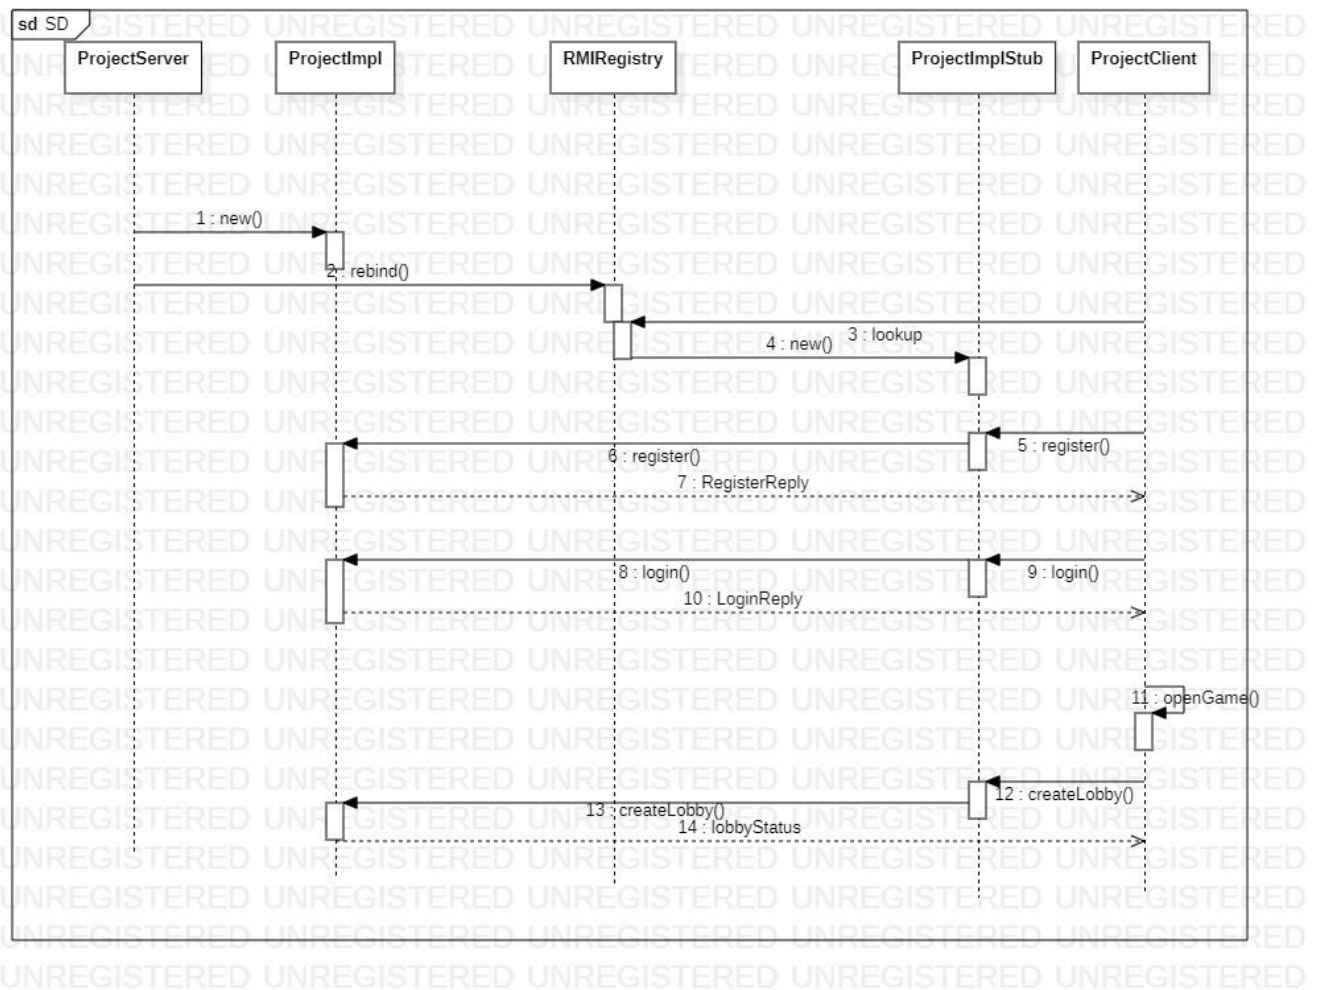 sd SD
ProjectServer
ProjectImpl
RMIRegistry
ProjectImplStub
ProjectClient
1 : new()
2 : rebind()
3 : lookup
4 : new()
5 : register()
6 : register()
7 : RegisterReply
8 : login()
9 : login()
10 : LoginReply
11 : openGame()
12 : createLobby()
13 : createLobby()
14 : lobbyStatus
UNREGISTERED UNREGISTERED UNREGISTERED UNREGISTERED UNREGISTERED